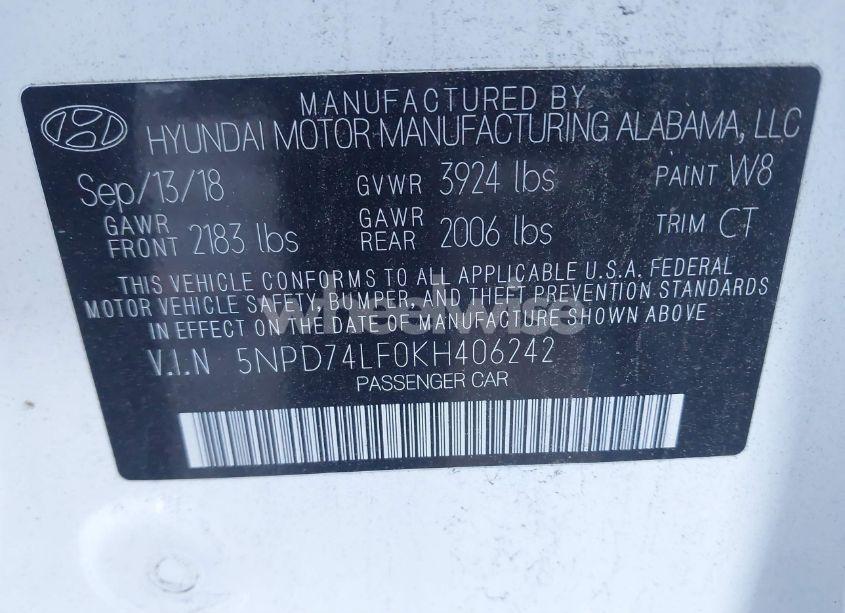 MANUFACTURED BY
HYUNDAI MOTOR MANUFACTURING ALABAMA, LLC
Sep/13/18 GVWR 3924 lbs PAINT W8
GAWR FRONT 2183 lbs GAWR REAR 2006 lbs TRIM CT
THIS VEHICLE CONFORMS TO ALL APPLICABLE U.S.A. FEDERAL
MOTOR VEHICLE SAFETY, BUMPER, AND THEFT PREVENTION STANDARDS
IN EFFECT ON THE DATE OF MANUFACTURE SHOWN ABOVE
wheelwise
V.I.N 5NPD74LF0KH406242
PASSENGER CAR